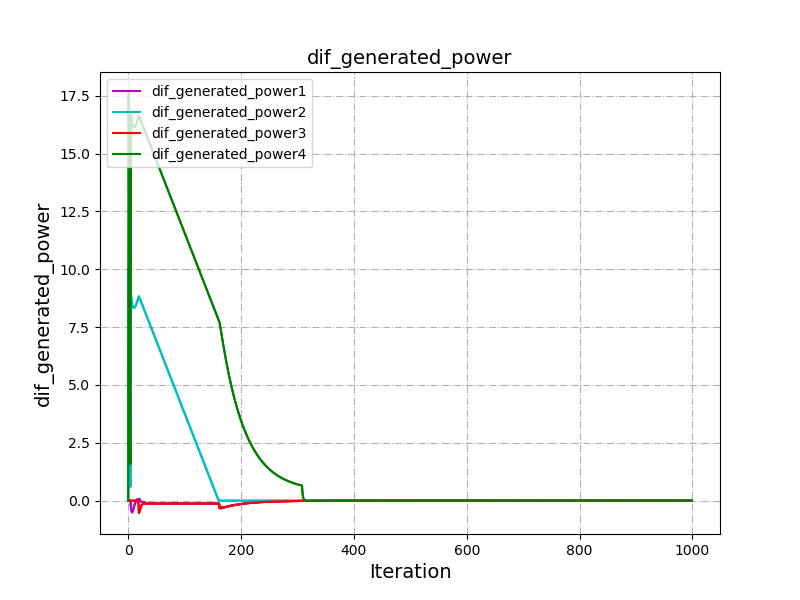 dif_generated_power
dif_generated_power1
dif_generated_power2
dif_generated_power3
dif_generated_power4
dif_generated_power
17.5
15.0
12.5
10.0
7.5
5.0
2.5
0.0
0 200 400 600 800 1000
Iteration